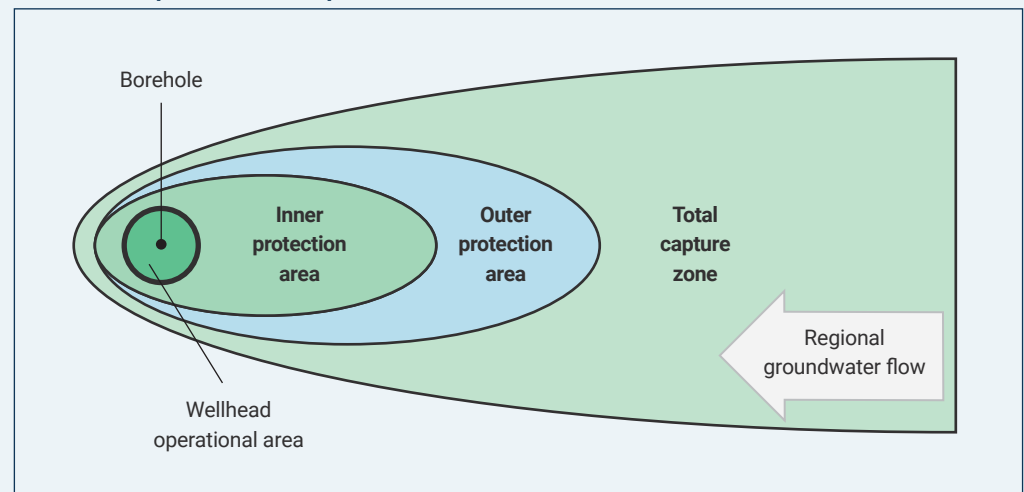 Borehole
Inner
protection
area
Outer
protection
area
Total
capture
zone
Regional
groundwater flow
Wellhead
operational area